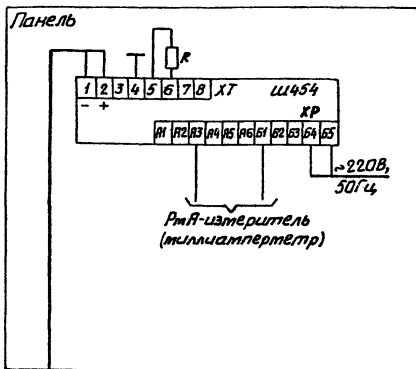 Панель
R
1 2 3 4 5 6 7 8 XT Ш454
- +
XP
А1 А2 А3 А4 А5 А6 Б1 Б2 Б3 Б4 Б5
~220В,
50Гц
PmA-измеритель
(миллиамперметр)